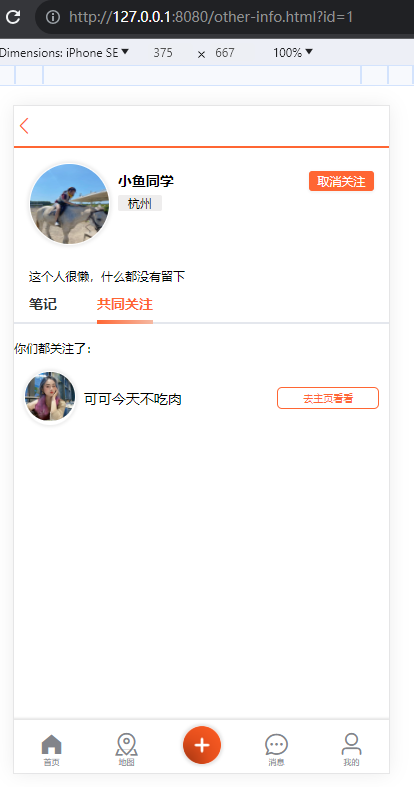 http://127.0.0.1:8080/other-info.html?id=1
Dimensions: iPhone SE ▼ 375 × 667 100% ▼
小鱼同学
取消关注
杭州
这个人很懒，什么都没有留下
笔记 共同关注
你们都关注了：
可可今天不吃肉
去主页看看
首页 地图 消息 我的